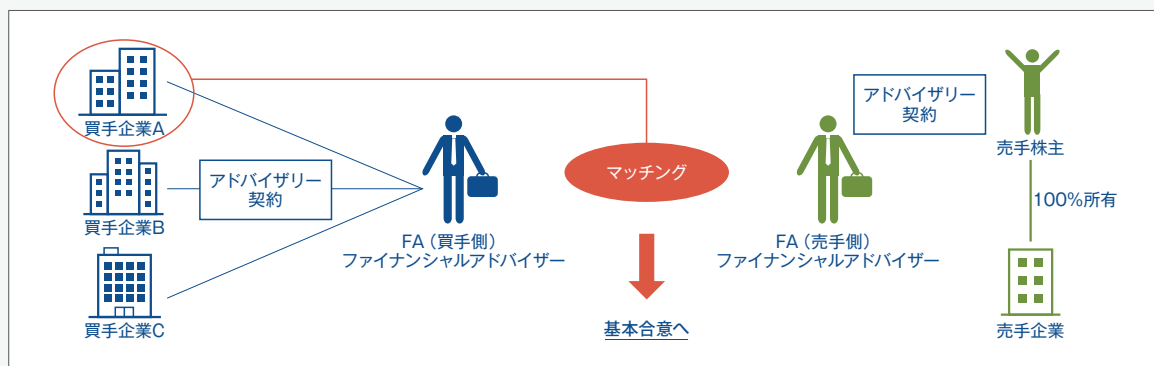 買手企業A
買手企業B
買手企業C
アドバイザリー
契約
FA(買手側)
ファイナンシャルアドバイザー
マッチング
基本合意へ
FA(売手側)
ファイナンシャルアドバイザー
アドバイザリー
契約
売手株主
100%所有
売手企業